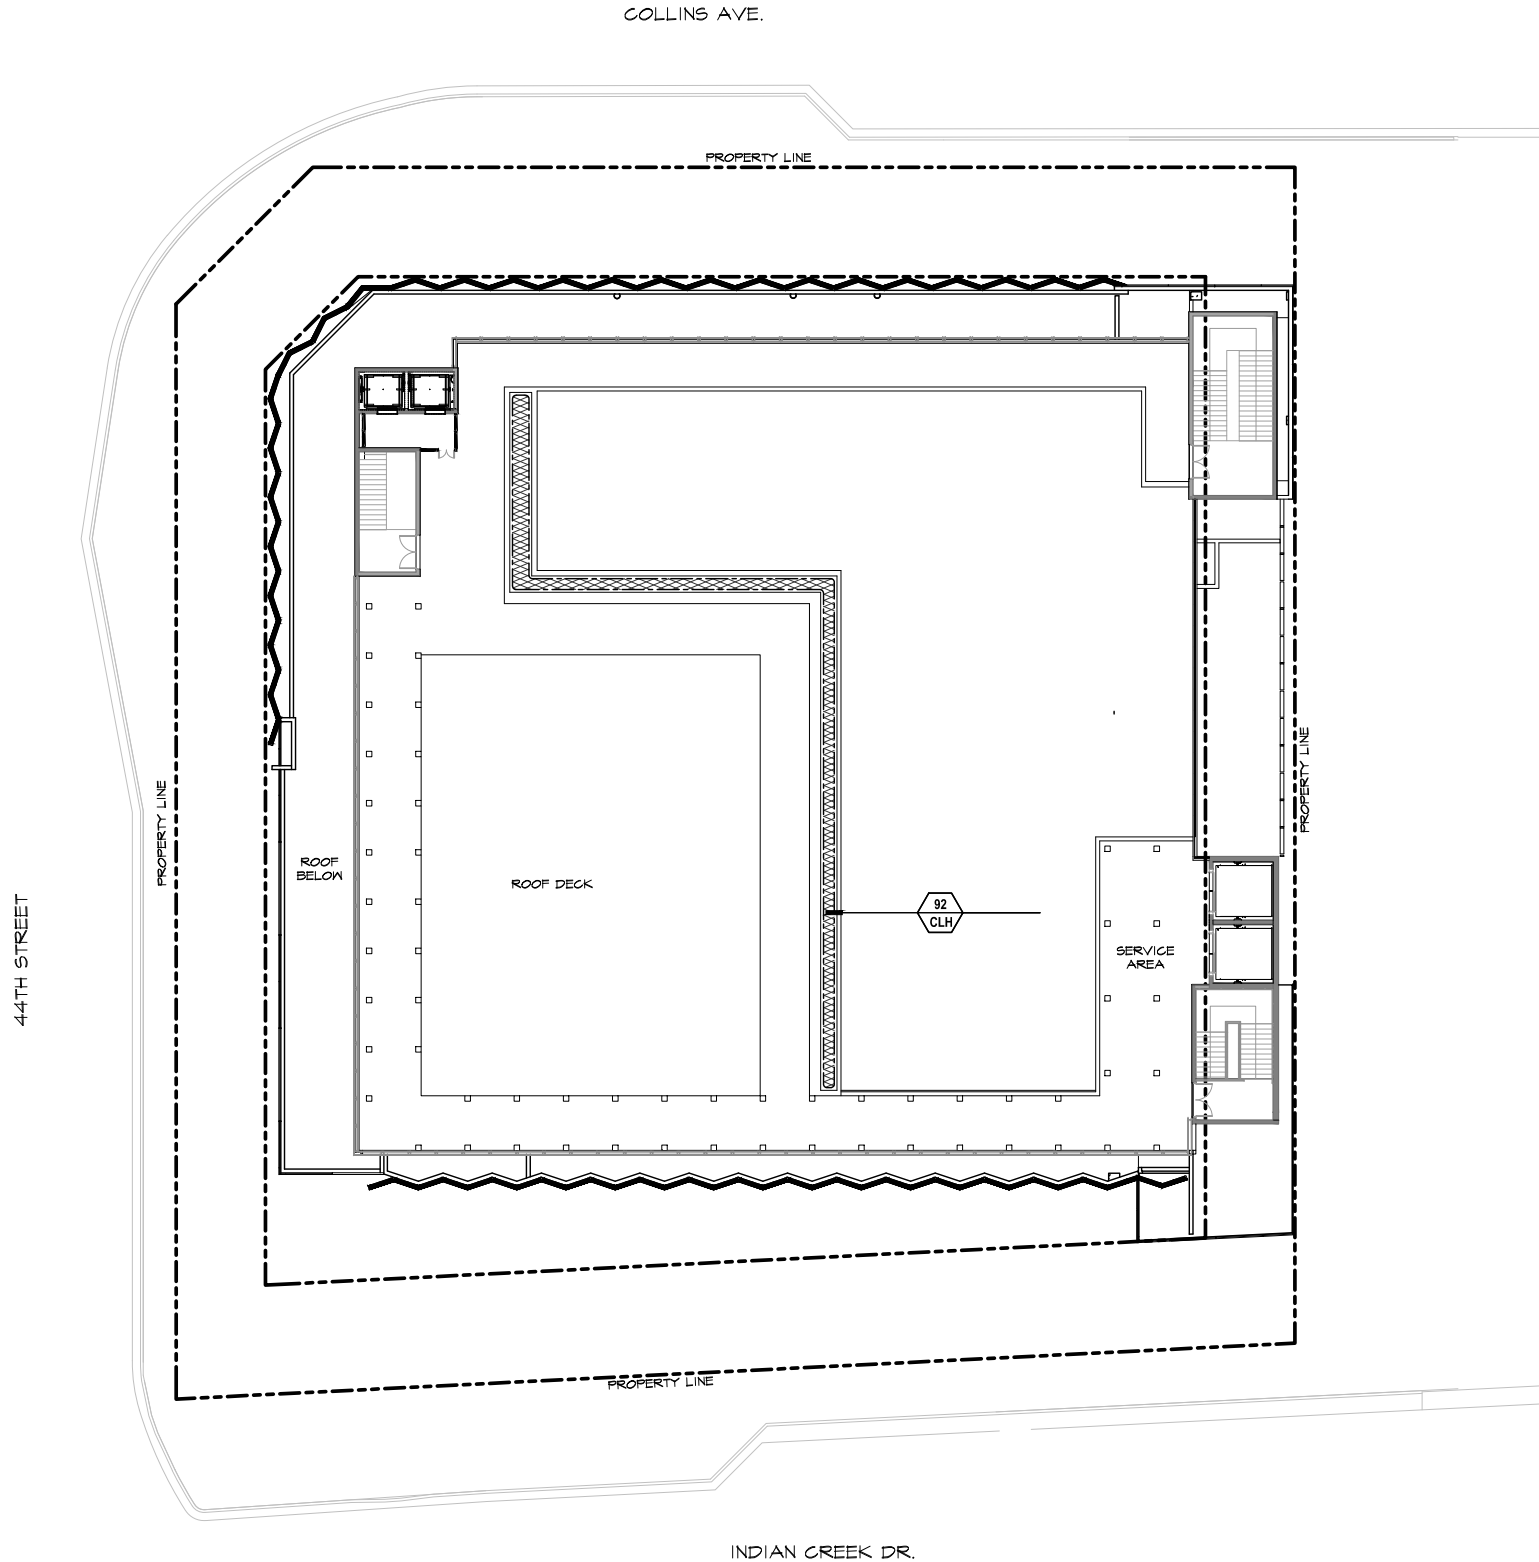 COLLINS AVE.
PROPERTY LINE
PROPERTY LINE
PROPERTY LINE
ROOF
BELOW
ROOF DECK
92
CLH
SERVICE
AREA
44TH STREET
PROPERTY LINE
INDIAN CREEK DR.